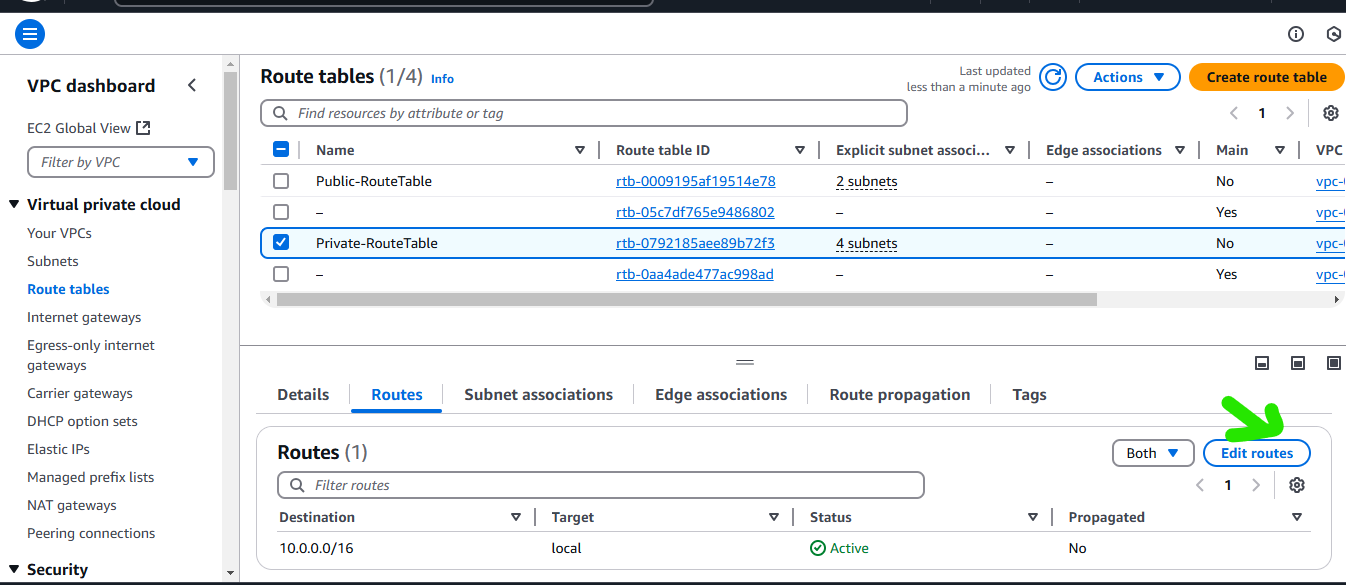 VPC dashboard
EC2 Global View
Filter by VPC
Virtual private cloud
Your VPCs
Subnets
Route tables
Internet gateways
Egress-only internet
gateways
Carrier gateways
DHCP option sets
Elastic IPs
Managed prefix lists
NAT gateways
Peering connections
Security
Route tables (1/4) Info
Last updated
less than a minute ago
Actions
Create route table
Find resources by attribute or tag
1
Name Route table ID Explicit subnet associ... Edge associations Main VPC
Public-RouteTable rtb-0009195af19514e78 2 subnets – No vpc-
– rtb-05c7df765e9486802 – – Yes vpc-
Private-RouteTable rtb-0792185aee89b72f3 4 subnets – No vpc-
– rtb-0aa4ade477ac998ad – – Yes vpc-
Details Routes Subnet associations Edge associations Route propagation Tags
Routes (1)
Both
Edit routes
Filter routes
1
Destination Target Status Propagated
10.0.0.0/16 local Active No